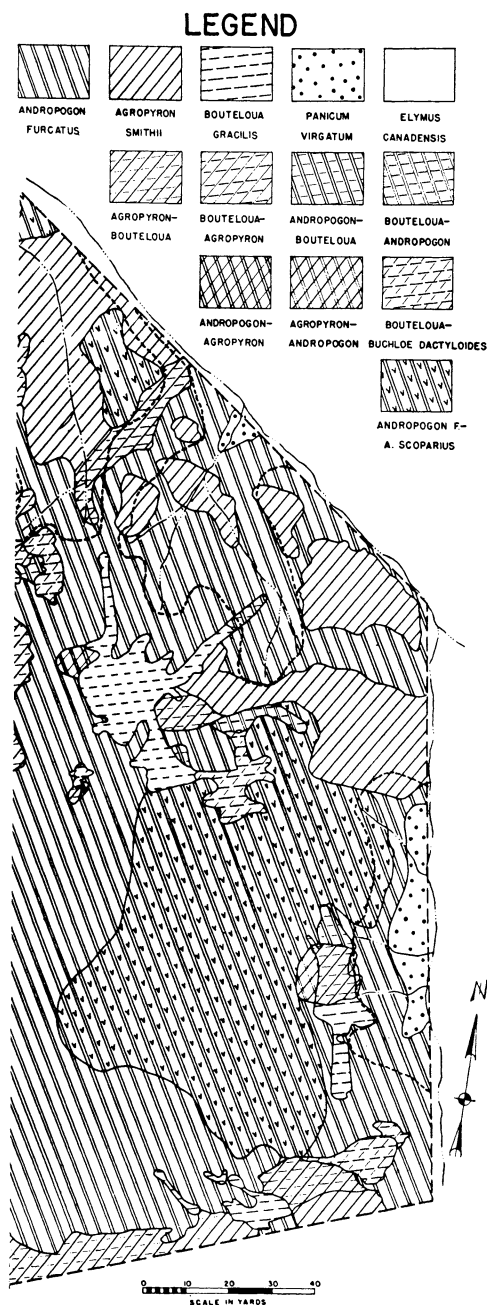 LEGEND
ANDROPOGON FURCATUS
AGROPYRON SMITHII
BOUTELOUA GRACILIS
PANICUM VIRGATUM
ELYMUS CANADENSIS
AGROPYRON-
BOUTELOUA
BOUTELOUA-
AGROPYRON
ANDROPOGON-
BOUTELOUA
BOUTELOUA-
ANDROPOGON
ANDROPOGON-
AGROPYRON
AGROPYRON-
ANDROPOGON
BOUTELOUA-
BUCHLOE DACTYLOIDES
ANDROPOGON F.-
A. SCOPARIUS
N
0 10 20 30 40
SCALE IN YARDS